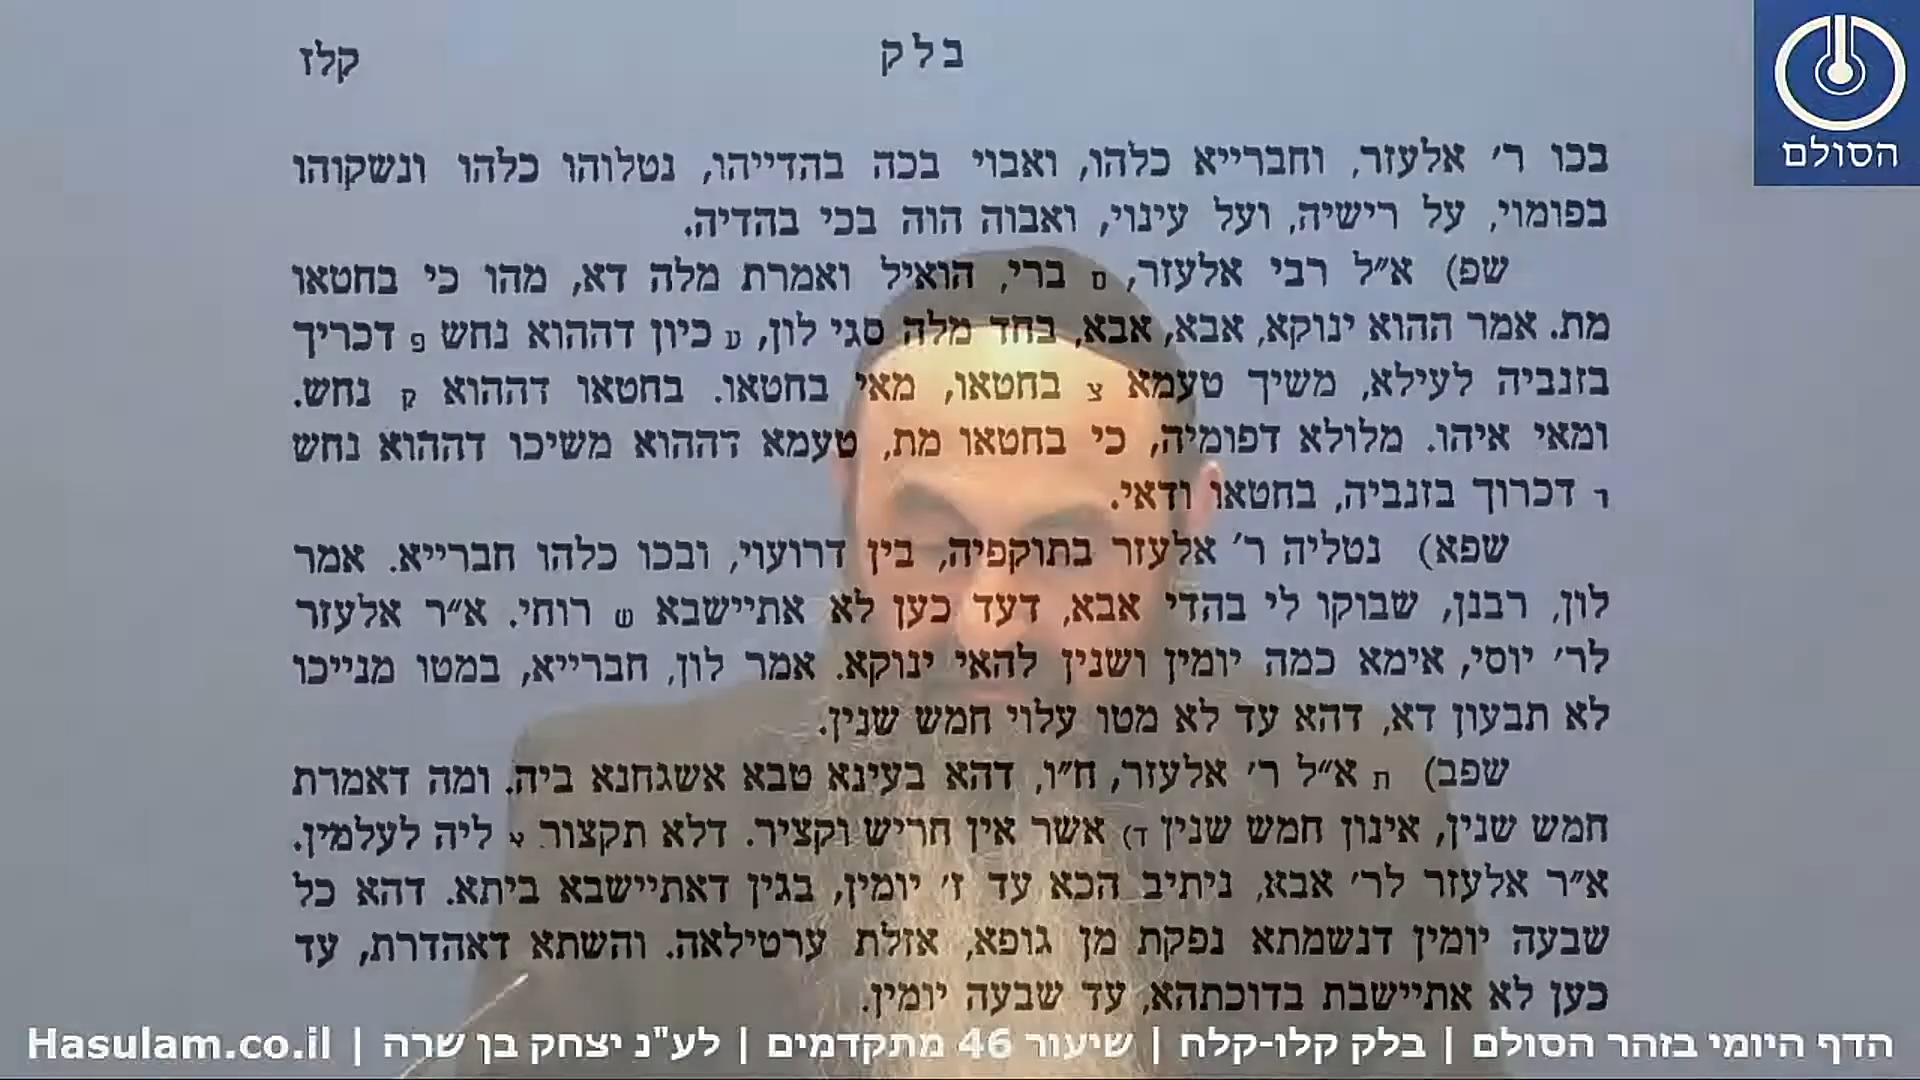 בלק
קלז
הסולם
בכו ר׳ אלעזר, וחברייא כלהו, ואבוי בכה בהדייהו, נטלוהו כלהו ונשקוהו
בפומוי, על רישיה, ועל עינוי, ואבוה הוה בכי בהדיה.
שפ) א״ל רבי אלעזר, ס ברי, הואיל ואמרת מלה דא, מהו כי בחטאו
מת. אמר ההוא ינוקא, אבא, אבא, בחד מלה סגי לון, ע כיון דההוא נחש פ דכריך
בזנביה לעילא, משיך טעמא צ בחטאו, מאי בחטאו. בחטאו דההוא ק נחש.
ומאי איהו. מלולא דפומיה, כי בחטאו מת, טעמא דההוא משיכו דההוא נחש
ר דכרוך בזנביה, בחטאו ודאי.
שפא) נטליה ר׳ אלעזר בתוקפיה, בין דרועוי, ובכו כלהו חברייא. אמר
לון, רבנן, שבוקו לי בהדי אבא, דעד כען לא אתיישבא ש רוחי. א״ר אלעזר
לר׳ יוסי, אימא כמה יומין ושנין להאי ינוקא. אמר לון, חברייא, במטו מנייכו
לא תבעון דא, דהא עד לא מטו עלוי חמש שנין.
שפב) ת א״ל ר׳ אלעזר, ח״ו, דהא בעינא טבא אשגחנא ביה. ומה דאמרת
חמש שנין, אינון חמש שנין ד) אשר אין חריש וקציר. דלא תקצור א ליה לעלמין.
א״ר אלעזר לר׳ אבא, ניתיב הכא עד ז׳ יומין, בגין דאתיישבא ביתא. דהא כל
שבעה יומין דנשמתא נפקת מן גופא, אזלת ערטילאה. והשתא דאהדרת, עד
כען לא אתיישבת בדוכתהא, עד שבעה יומין.
הדף היומי בזהר הסולם | בלק קלו-קלח | שיעור 46 מתקדמים | לע"נ יצחק בן שרה | Hasulam.co.il